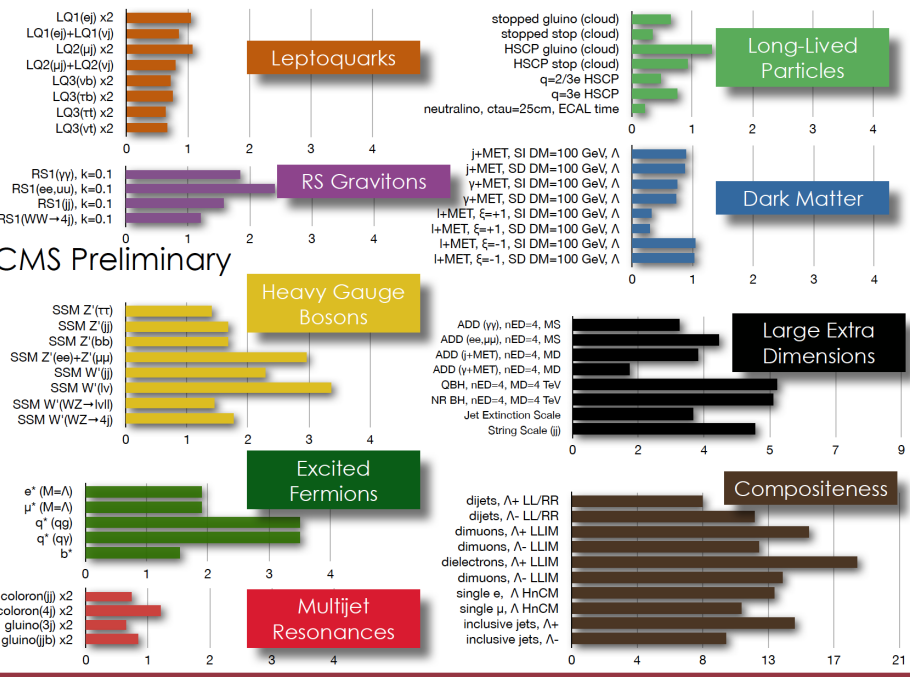 LQ1(ej) x2
LQ1(ej)+LQ1(νj)
LQ2(μj) x2
LQ2(μj)+LQ2(νj)
LQ3(νb) x2
LQ3(τb) x2
LQ3(τt) x2
LQ3(vt) x2
0 1 2 3 4
Leptoquarks
RS1(γγ), k=0.1
RS1(ee,uu), k=0.1
RS1(jj), k=0.1
RS1(WW→4j), k=0.1
0 1 2 3 4
RS Gravitons
CMS Preliminary
Heavy Gauge
Bosons
SSM Z'(ττ)
SSM Z'(jj)
SSM Z'(bb)
SSM Z'(ee)+Z'(μμ)
SSM W'(jj)
SSM W'(lv)
SSM W'(WZ→lvll)
SSM W'(WZ→4j)
0 1 2 3 4
Excited
Fermions
e* (M=Λ)
μ* (M=Λ)
q* (qg)
q* (qγ)
b*
0 1 2 3 4
coloron(jj) x2
coloron(4j) x2
gluino(3j) x2
gluino(jjb) x2
0 1 2 3 4
Multijet
Resonances
stopped gluino (cloud)
stopped stop (cloud)
HSCP gluino (cloud)
HSCP stop (cloud)
q=2/3e HSCP
q=3e HSCP
neutralino, ctau=25cm, ECAL time
0 1 2 3 4
Long-Lived
Particles
j+MET, SI DM=100 GeV, Λ
j+MET, SD DM=100 GeV, Λ
γ+MET, SI DM=100 GeV, Λ
γ+MET, SD DM=100 GeV, Λ
l+MET, ξ=+1, SI DM=100 GeV, Λ
l+MET, ξ=+1, SD DM=100 GeV, Λ
l+MET, ξ=-1, SI DM=100 GeV, Λ
l+MET, ξ=-1, SD DM=100 GeV, Λ
0 1 2 3 4
Dark Matter
ADD (γγ), nED=4, MS
ADD (ee,μμ), nED=4, MS
ADD (j+MET), nED=4, MD
ADD (γ+MET), nED=4, MD
QBH, nED=4, MD=4 TeV
NR BH, nED=4, MD=4 TeV
Jet Extinction Scale
String Scale (jj)
0 2 4 5 7 9
Large Extra
Dimensions
Compositeness
dijets, Λ+ LL/RR
dijets, Λ- LL/RR
dimuons, Λ+ LLIM
dimuons, Λ- LLIM
dielectrons, Λ+ LLIM
dimuons, Λ- LLIM
single e, Λ HnCM
single μ, Λ HnCM
inclusive jets, Λ+
inclusive jets, Λ-
0 4 8 13 17 21